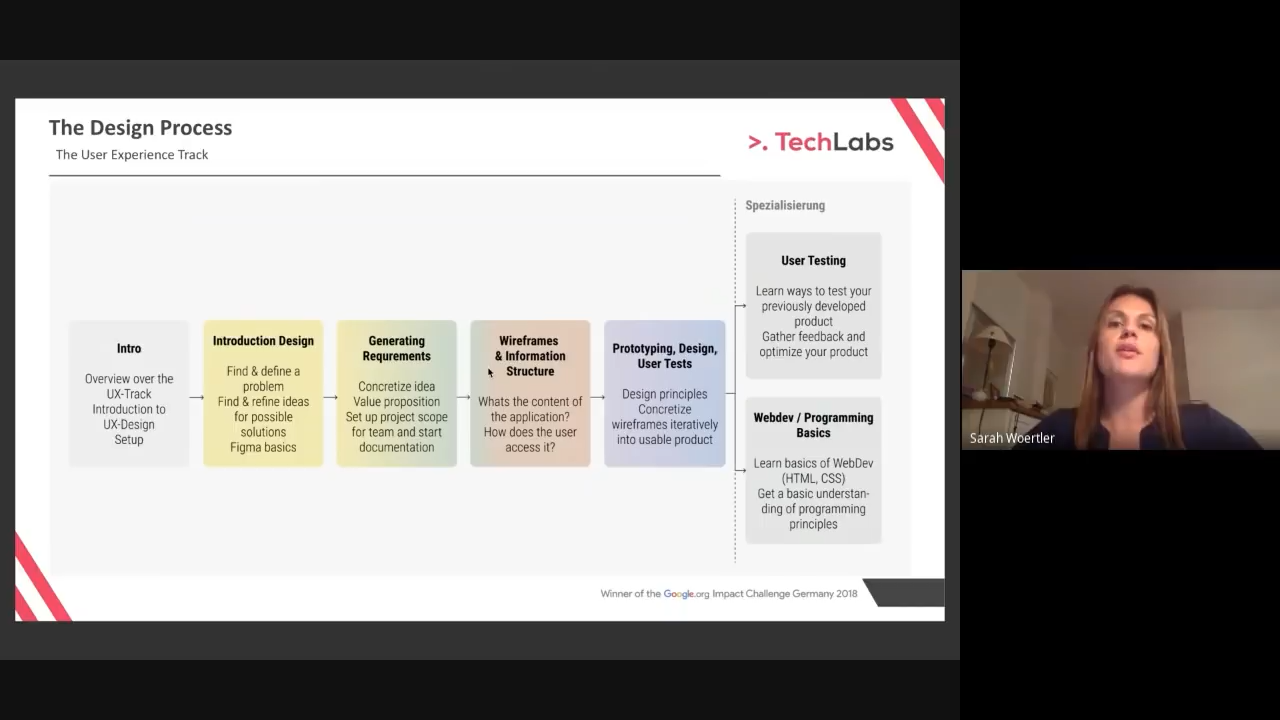 The Design Process
The User Experience Track
>. TechLabs
Spezialisierung
Intro
Overview over the
UX-Track
Introduction to
UX-Design
Setup
Introduction Design
Find & define a
problem
Find & refine ideas
for possible
solutions
Figma basics
Generating
Requrements
Concretize idea
Value proposition
Set up project scope
for team and start
documentation
Wireframes
& Information
Structure
Whats the content of
the application?
How does the user
access it?
Prototyping, Design,
User Tests
Design principles
Concretize
wireframes iteratively
into usable product
User Testing
Learn ways to test your
previously developed
product
Gather feedback and
optimize your product
Webdev / Programming
Basics
Learn basics of WebDev
(HTML, CSS)
Get a basic understan-
ding of programming
principles
Winner of the Google.org Impact Challenge Germany 2018
Sarah Woertler